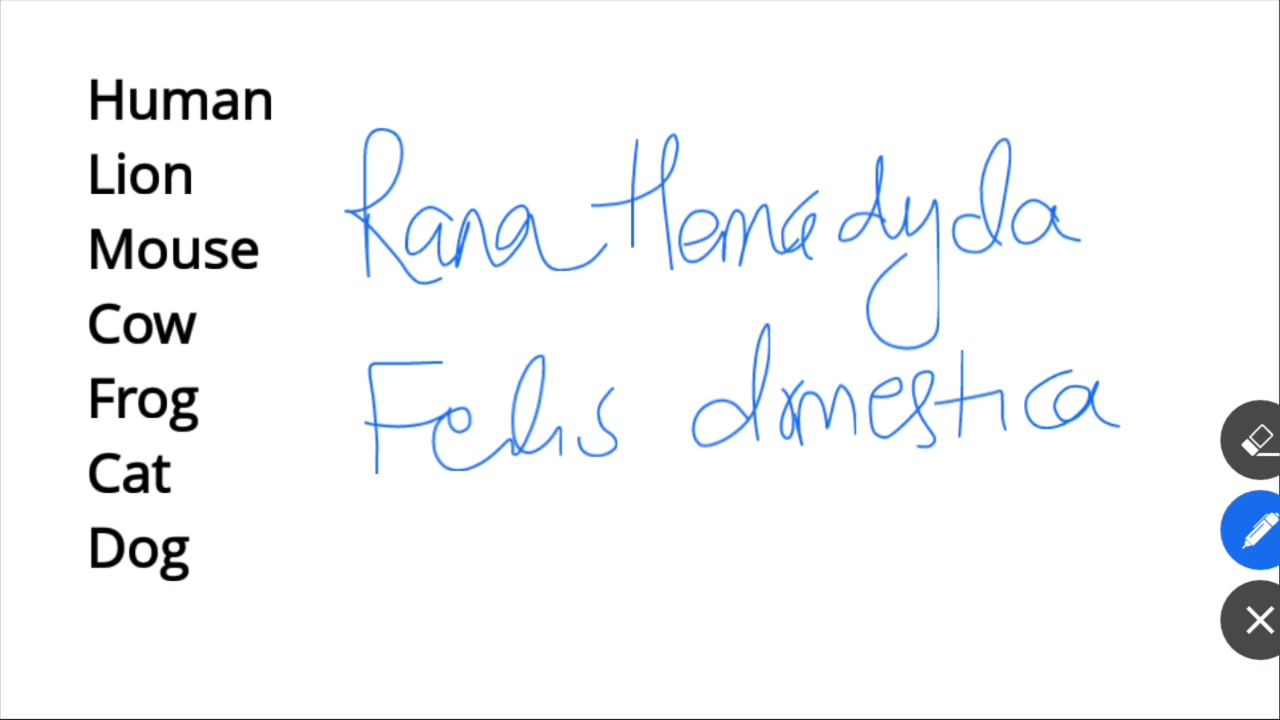 Human
Lion
Mouse
Cow
Frog
Cat
Dog
Rana
Felis domestica